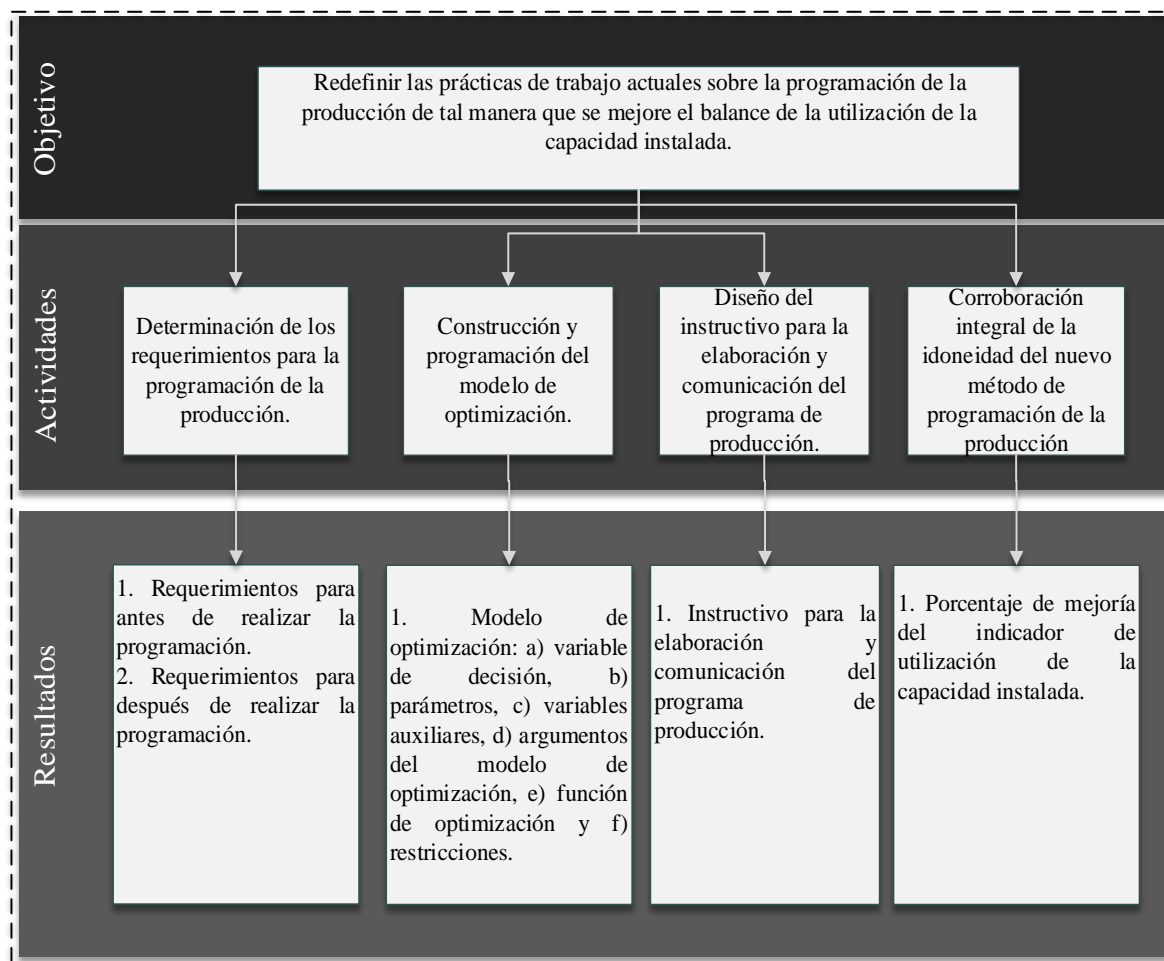 Objetivo
Redefinir las prácticas de trabajo actuales sobre la programación de la
producción de tal manera que se mejore el balance de la utilización de la
capacidad instalada.
Actividades
Determinación de los
requerimientos para la
programación de la
producción.
Construcción y
programación del
modelo de
optimización.
Diseño del
instructivo para la
elaboración y
comunicación del
programa de
producción.
Corroboración
integral de la
idoneidad del nuevo
método de
programación de la
producción
Resultados
1. Requerimientos para
antes de realizar la
programación.
2. Requerimientos para
después de realizar la
programación.
1. Modelo de
optimización: a) variable
de decisión, b)
parámetros, c) variables
auxiliares, d) argumentos
del modelo de
optimización, e) función
de optimización y f)
restricciones.
1. Instructivo para la
elaboración y
comunicación del
programa de
producción.
1. Porcentaje de mejoría
del indicador de
utilización de la
capacidad instalada.